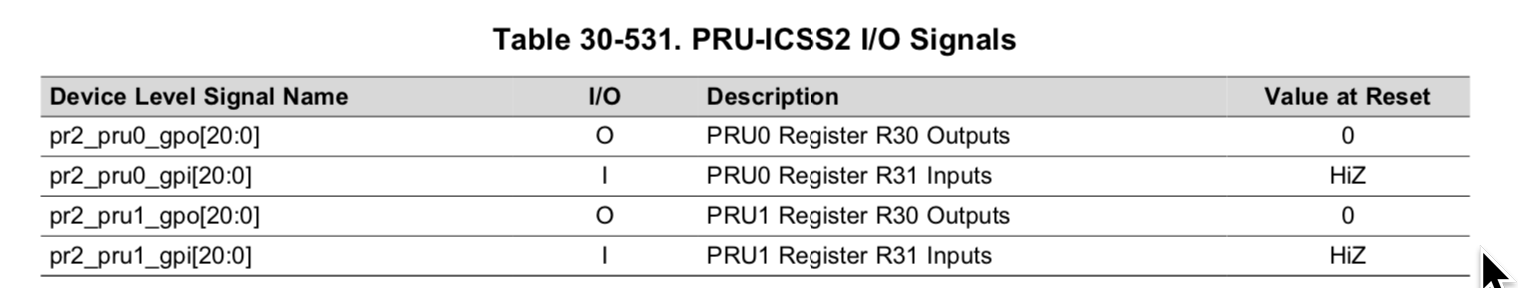 Table 30-531. PRU-ICSS2 I/O Signals
Device Level Signal Name I/O Description Value at Reset
pr2_pru0_gpo[20:0] O PRU0 Register R30 Outputs 0
pr2_pru0_gpi[20:0] I PRU0 Register R31 Inputs HiZ
pr2_pru1_gpo[20:0] O PRU1 Register R30 Outputs 0
pr2_pru1_gpi[20:0] I PRU1 Register R31 Inputs HiZ